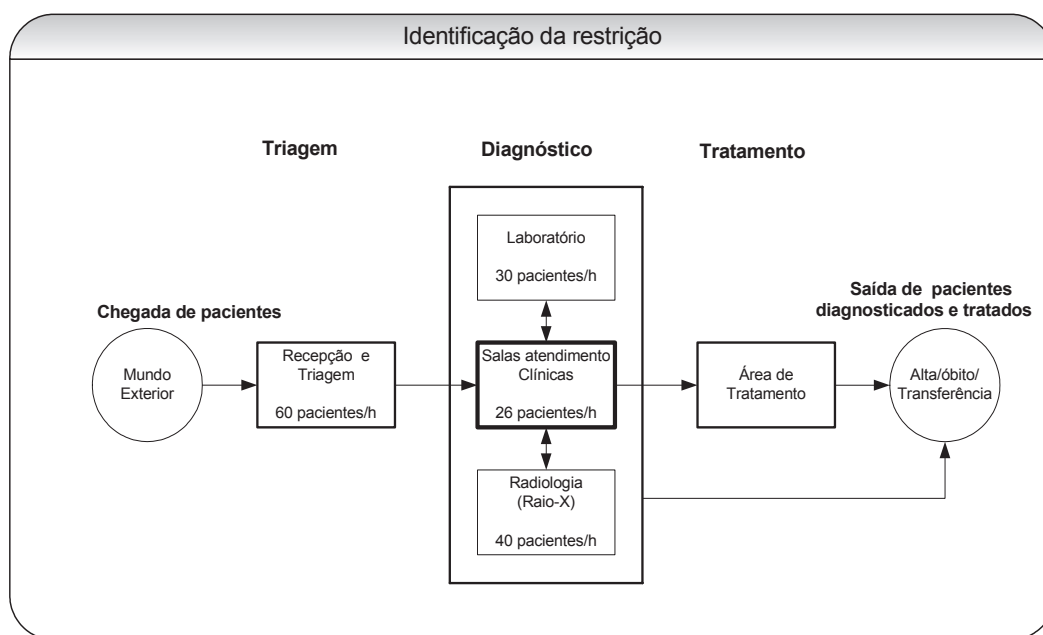 Identificação da restrição
Triagem
Diagnóstico
Tratamento
Laboratório
30 pacientes/h
Chegada de pacientes
Saída de pacientes
diagnosticados e tratados
Mundo
Exterior
Recepção e
Triagem
60 pacientes/h
Salas atendimento
Clínicas
26 pacientes/h
Área de
Tratamento
Alta/óbito/
Transferência
Radiologia
(Raio-X)
40 pacientes/h